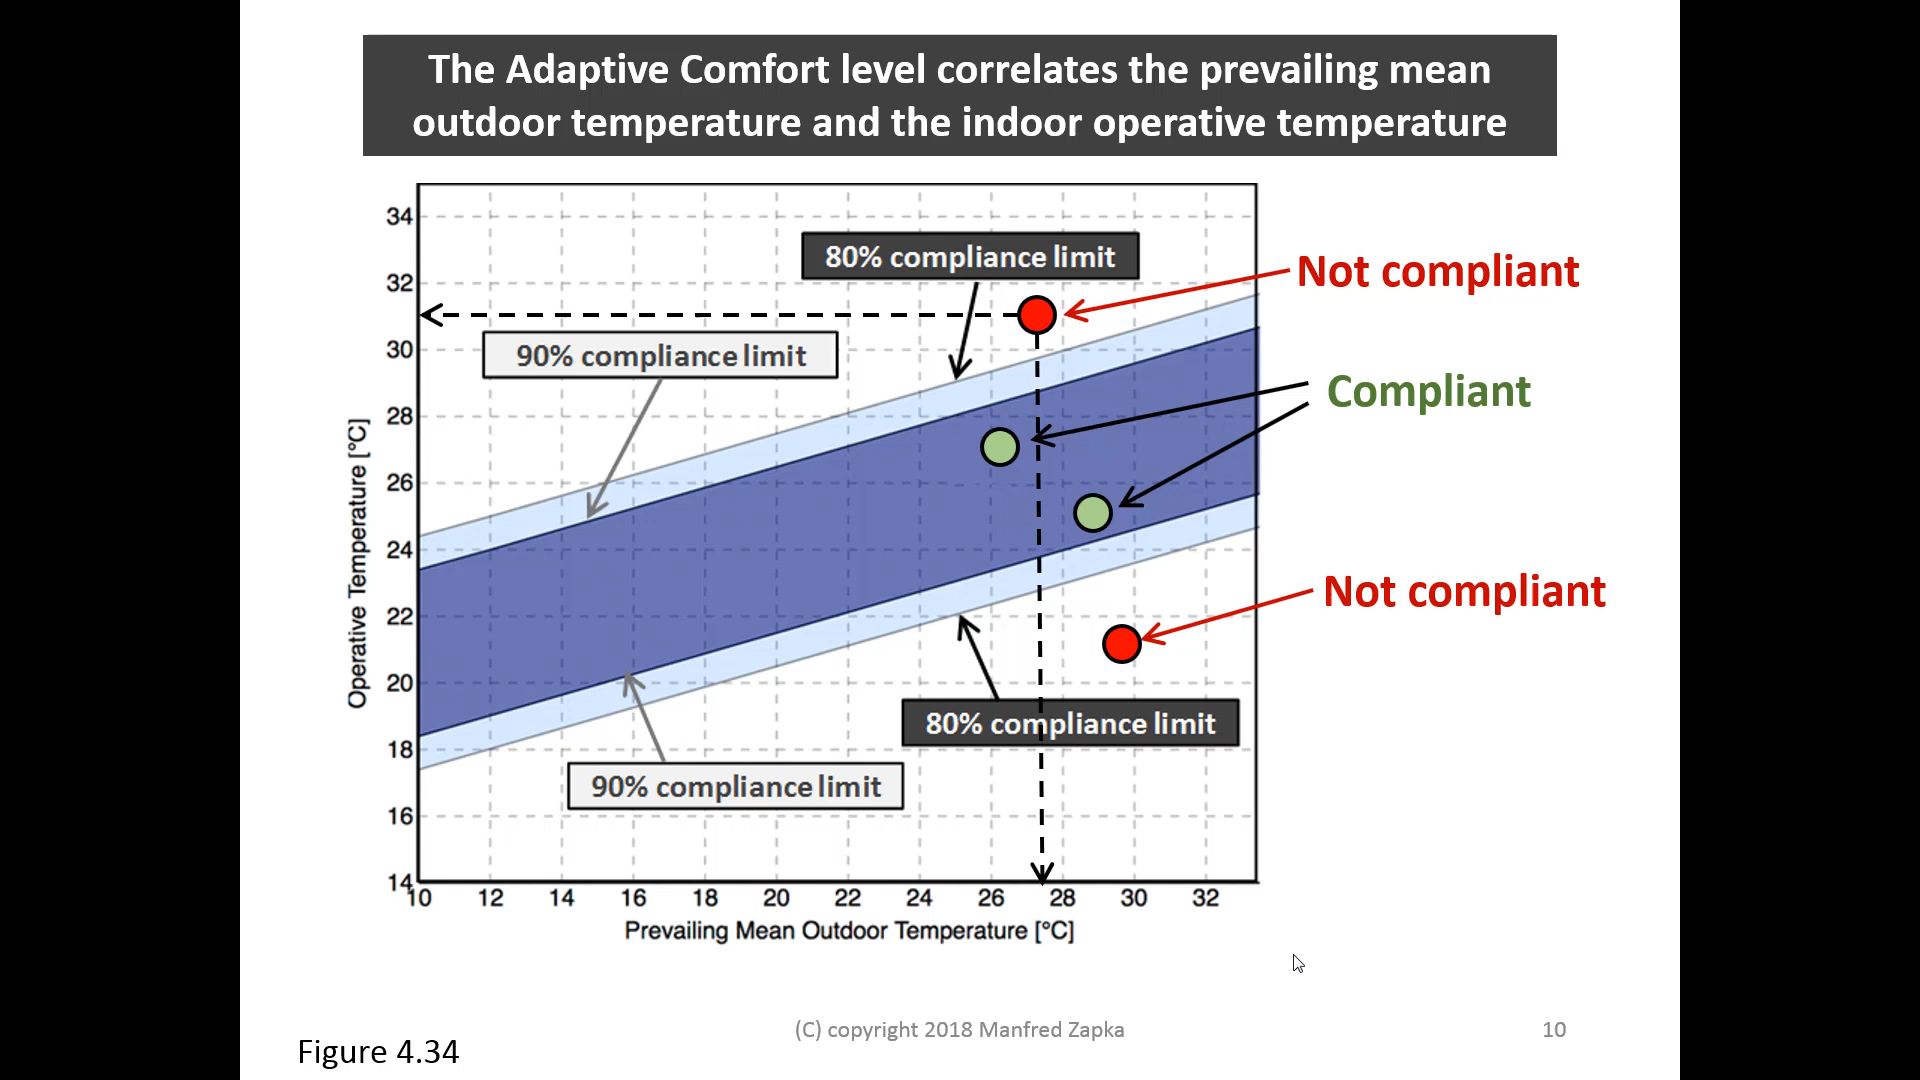 The Adaptive Comfort level correlates the prevailing mean
outdoor temperature and the indoor operative temperature
34
32
30
28
26
24
22
20
18
16
14
Operative Temperature [°C]
80% compliance limit
90% compliance limit
Not compliant
Compliant
Not compliant
80% compliance limit
90% compliance limit
10 12 14 16 18 20 22 24 26 28 30 32
Prevailing Mean Outdoor Temperature [°C]
(C) copyright 2018 Manfred Zapka
10
Figure 4.34